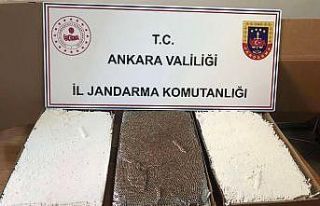 T.C.
ANKARA VALİLİĞİ
İL JANDARMA KOMUTANLIĞI